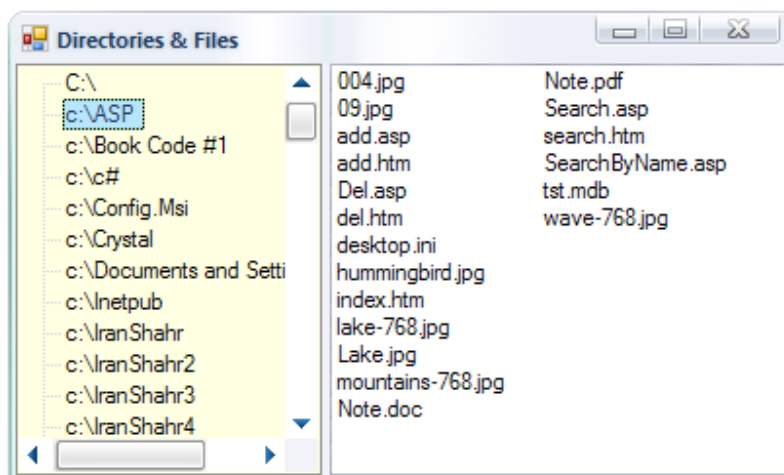 Directories & Files
C:\
c:\ASP
c:\Book Code #1
c:\c#
c:\Config.Msi
c:\Crystal
c:\Documents and Setti
c:\Inetpub
c:\IranShahr
c:\IranShahr2
c:\IranShahr3
c:\IranShahr4
004.jpg
09.jpg
add.asp
add.htm
Del.asp
del.htm
desktop.ini
hummingbird.jpg
index.htm
lake-768.jpg
Lake.jpg
mountains-768.jpg
Note.doc
Note.pdf
Search.asp
search.htm
SearchByName.asp
tst.mdb
wave-768.jpg